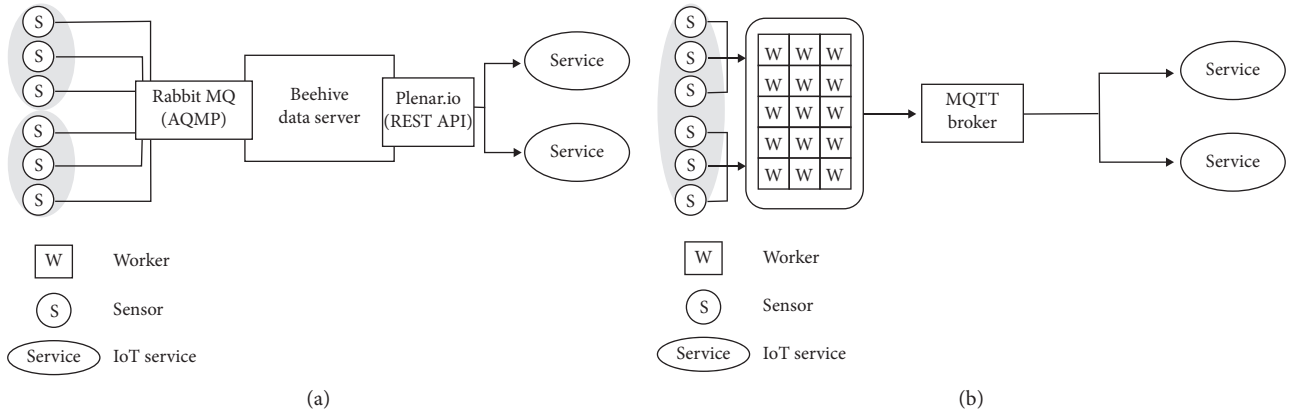 S
S
S
S
S
S
Rabbit MQ
(AQMP)
Beehive
data server
Plenar.io
(REST API)
Service
Service
W
Worker
S
Sensor
Service
IoT service
(a)
S
S
S
S
S
S
W W W
W W W
W W W
W W W
W W W
MQTT
broker
Service
Service
W
Worker
S
Sensor
Service
IoT service
(b)